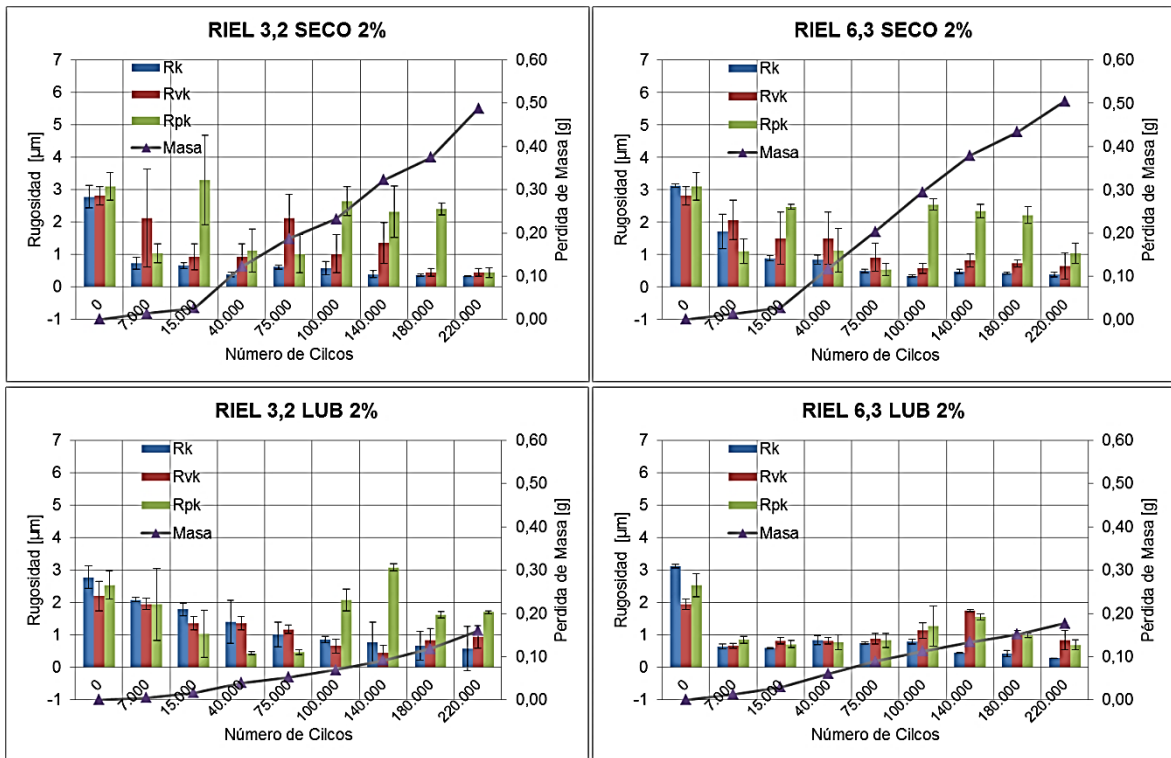 RIEL 3,2 SECO 2%
7
6
5
4
3
2
1
0
-1
Rugosidad [µm]
Rk
Rvk
Rpk
Masa
0,60
0,50
0,40
0,30
0,20
0,10
0,00
Pérdida de Masa [g]
0 7.000 15.000 40.000 75.000 100.000 140.000 180.000 220.000
Número de Cilcos
RIEL 6,3 SECO 2%
7
6
5
4
3
2
1
0
-1
Rugosidad [µm]
Rk
Rvk
Rpk
Masa
0,60
0,50
0,40
0,30
0,20
0,10
0,00
Pérdida de Masa [g]
0 7.000 15.000 40.000 75.000 100.000 140.000 180.000 220.000
Número de Cilcos
RIEL 3,2 LUB 2%
7
6
5
4
3
2
1
0
-1
Rugosidad [µm]
Rk
Rvk
Rpk
Masa
0,60
0,50
0,40
0,30
0,20
0,10
0,00
Pérdida de Masa [g]
0 7.000 15.000 40.000 75.000 100.000 140.000 180.000 220.000
Número de Cilcos
RIEL 6,3 LUB 2%
7
6
5
4
3
2
1
0
-1
Rugosidad [µm]
Rk
Rvk
Rpk
Masa
0,60
0,50
0,40
0,30
0,20
0,10
0,00
Pérdida de Masa [g]
0 7.000 15.000 40.000 75.000 100.000 140.000 180.000 220.000
Número de Cilcos